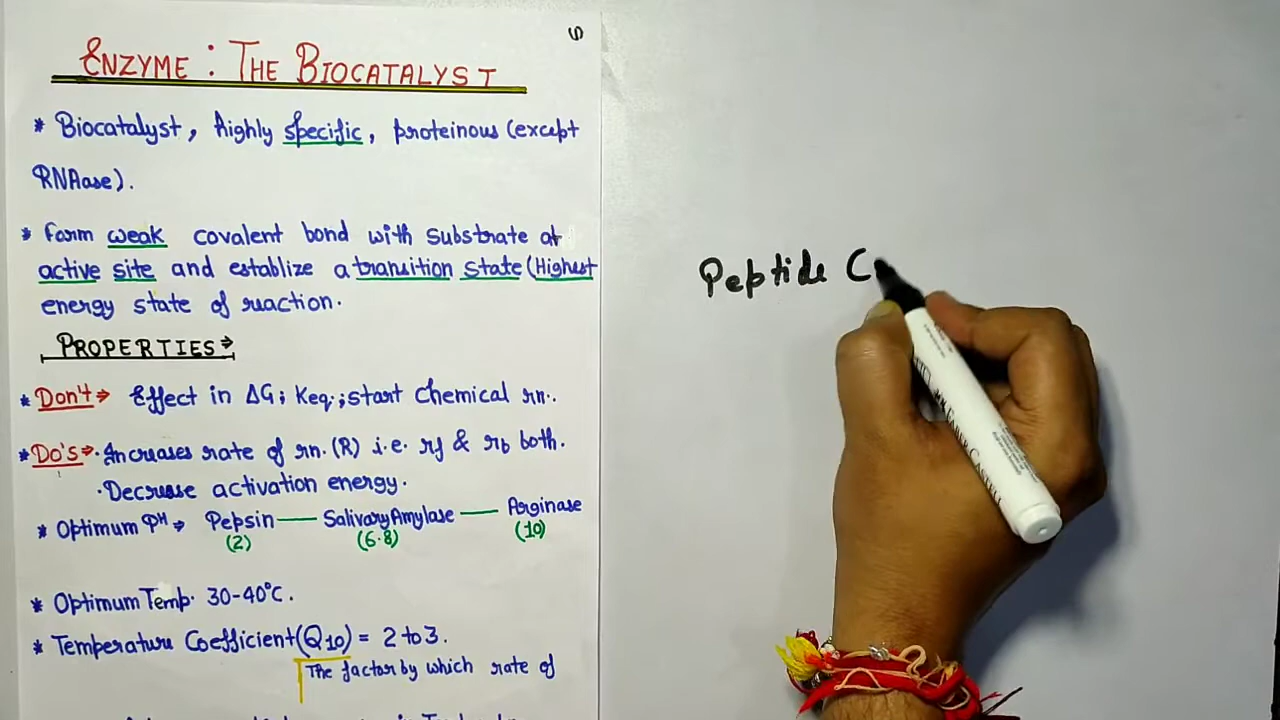 5
ENZYME : THE BIOCATALYST
* Biocatalyst, highly specific, proteinous (except
RNAase).
* Form weak covalent bond with substrate at
active site and establize a transition state (Highest
energy state of reaction.
PROPERTIES→
* Don't⇒ Effect in ΔG; Keq.; start chemical rn..
* Do's⇒ • Increases rate of rn. (R) i.e. rf & rb both.
• Decrease activation energy.
* Optimum PH ⇒ Pepsin — Salivary Amylase — Arginase
(2) (6.8) (10)
* Optimum Temp. 30-40°C.
* Temperature Coefficient (Q10) = 2 to 3.
The factor by which rate of
Peptide C